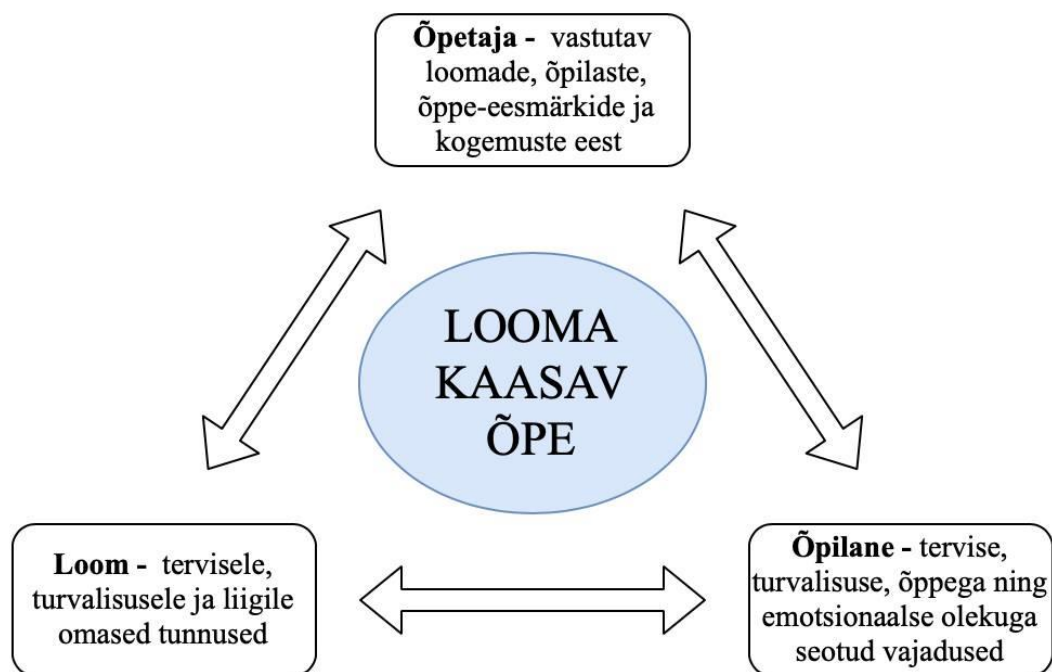 Õpetaja - vastutav
loomade, õpilaste,
õppe-eesmärkide ja
kogemuste eest
LOOMA
KAASAV
ÕPE
Loom - tervisele,
turvalisusele ja liigile
omased tunnused
Õpilane - tervise,
turvalisuse, õppega ning
emotsionaalse olekuga
seotud vajadused